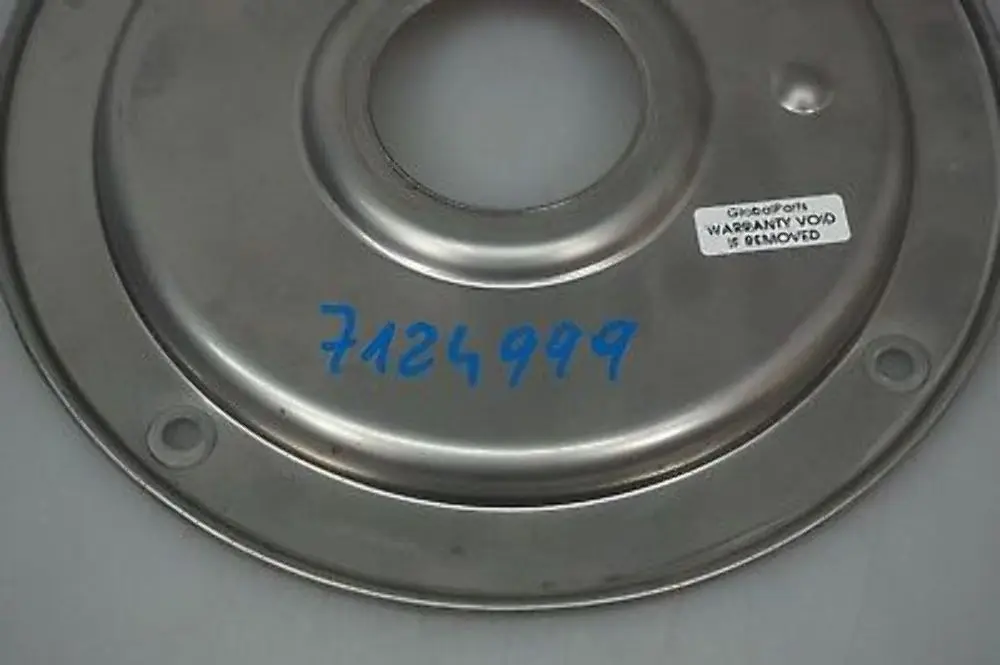 GlobalParts
WARRANTY VOID
IF REMOVED
7124999